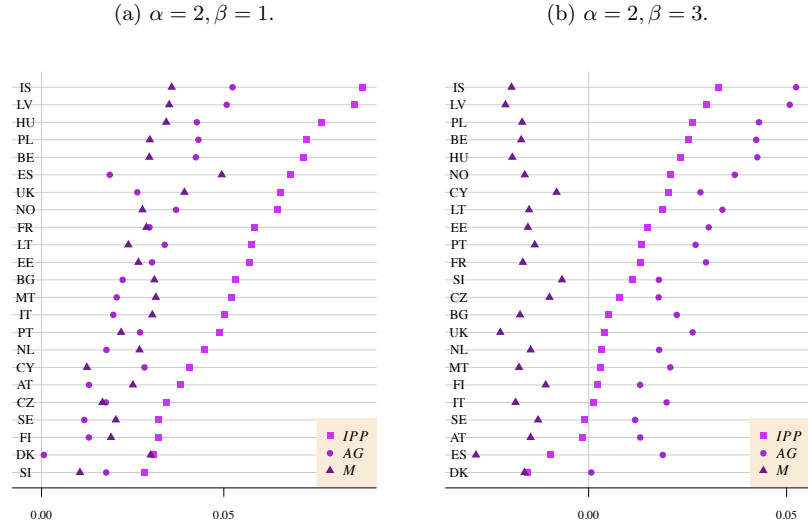 (a) α = 2, β = 1.
IS
LV
HU
PL
BE
ES
UK
NO
FR
LT
EE
BG
MT
IT
PT
NL
CY
AT
CZ
SE
FI
DK
SI
IPP
AG
M
0.00 0.05
(b) α = 2, β = 3.
IS
LV
PL
BE
HU
NO
CY
LT
EE
PT
FR
SI
CZ
BG
UK
NL
MT
FI
IT
SE
AT
ES
DK
IPP
AG
M
0.00 0.05